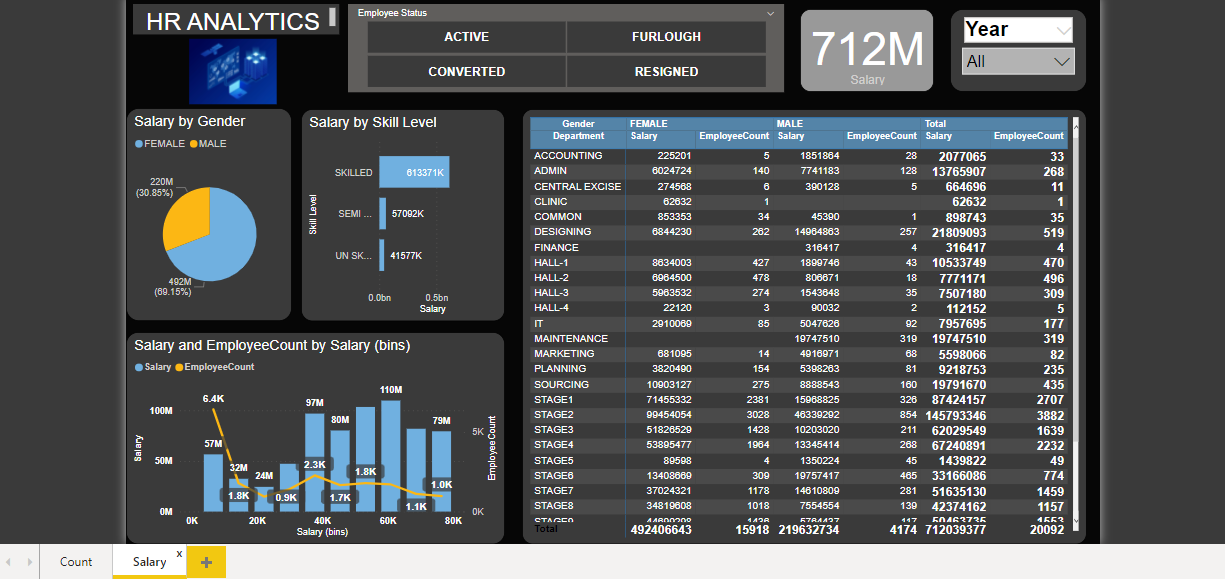 HR ANALYTICS
Employee Status
ACTIVE FURLOUGH
CONVERTED RESIGNED
712M
Salary
Year
All
Salary by Gender
FEMALE MALE
220M
(30.85%)
492M
(69.15%)
Salary by Skill Level
Skill Level
SKILLED 613371K
SEMI ... 57092K
UN SK... 41577K
0.0bn 0.5bn
Salary
Gender FEMALE MALE Total
Department Salary EmployeeCount Salary EmployeeCount Salary EmployeeCount
ACCOUNTING 225201 5 1851864 28 2077065 33
ADMIN 6024724 140 7741183 128 13765907 268
CENTRAL EXCISE 274568 6 390128 5 664696 11
CLINIC 62632 1 62632 1
COMMON 853353 34 45390 1 898743 35
DESIGNING 6844230 262 14964863 257 21809093 519
FINANCE 316417 4 316417 4
HALL-1 8634003 427 1899746 43 10533749 470
HALL-2 6964500 478 806671 18 7771171 496
HALL-3 5963532 274 1543648 35 7507180 309
HALL-4 22120 3 90032 2 112152 5
IT 2910069 85 5047626 92 7957695 177
MAINTENANCE 19747510 319 19747510 319
MARKETING 681095 14 4916971 68 5598066 82
PLANNING 3820490 154 5398263 81 9218753 235
SOURCING 10903127 275 8888543 160 19791670 435
STAGE1 71455332 2381 15968825 326 87424157 2707
STAGE2 99454054 3028 46339292 854 145793346 3882
STAGE3 51826529 1428 10203020 211 62029549 1639
STAGE4 53895477 1964 13345414 268 67240891 2232
STAGE5 89598 4 1350224 45 1439822 49
STAGE6 13408669 309 19757417 465 33166086 774
STAGE7 37024321 1178 14610809 281 51635130 1459
STAGE8 34819608 1018 7554554 139 42374162 1157
STAGE9 44699298 1436 5764437 117 50463735 1553
Total 492406643 15918 219632734 4174 712039377 20092
Salary and EmployeeCount by Salary (bins)
Salary EmployeeCount
Salary
100M
50M
0M
6.4K
57M
32M
1.8K
24M
0.9K
97M
2.3K
80M
1.7K
1.8K
110M
1.1K
79M
1.0K
5K
0K
EmployeeCount
0K 20K 40K 60K 80K
Salary (bins)
Count Salary x +